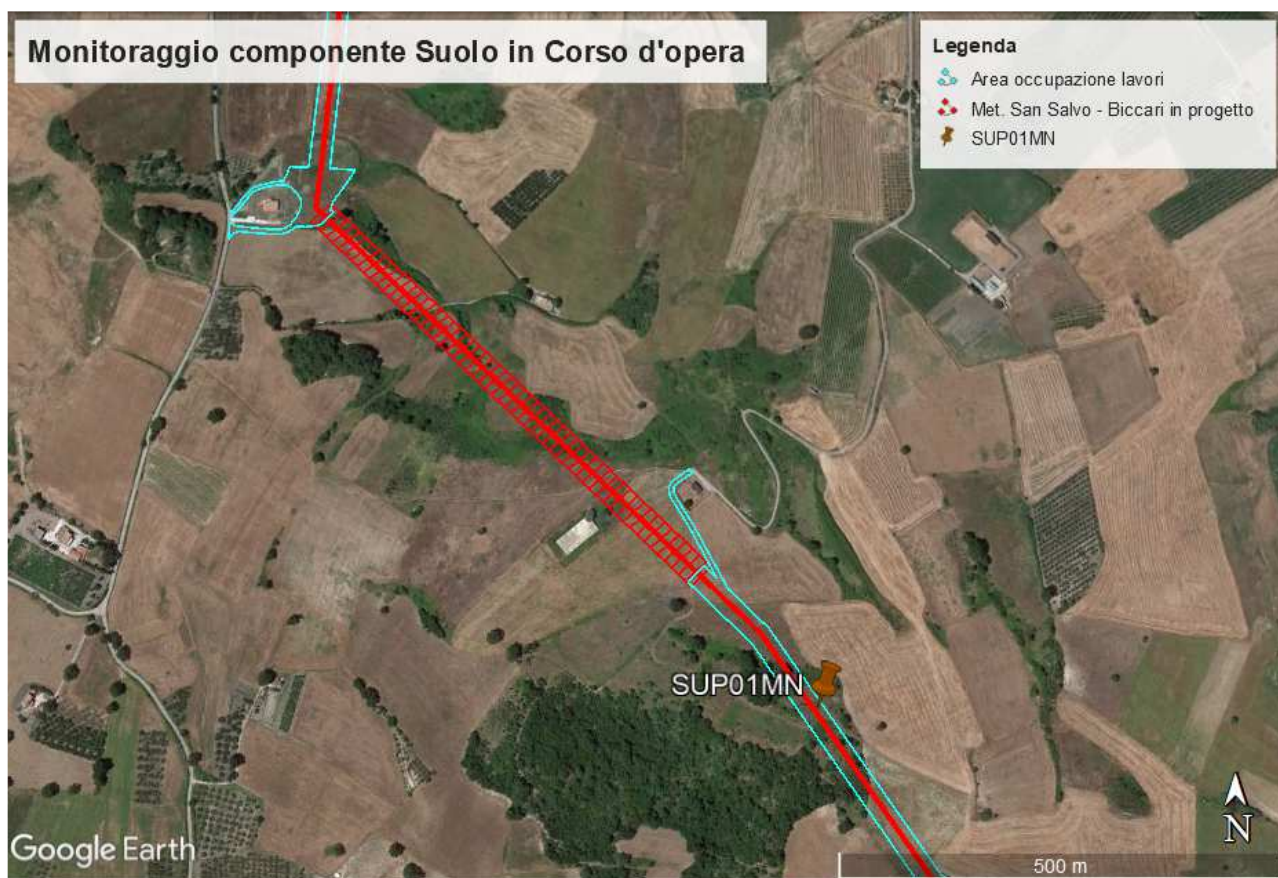 Monitoraggio componente Suolo in Corso d'opera
Legenda
Area occupazione lavori
Met. San Salvo - Biccari in progetto
SUP01MN
SUP01MN
Google Earth
N
500 m